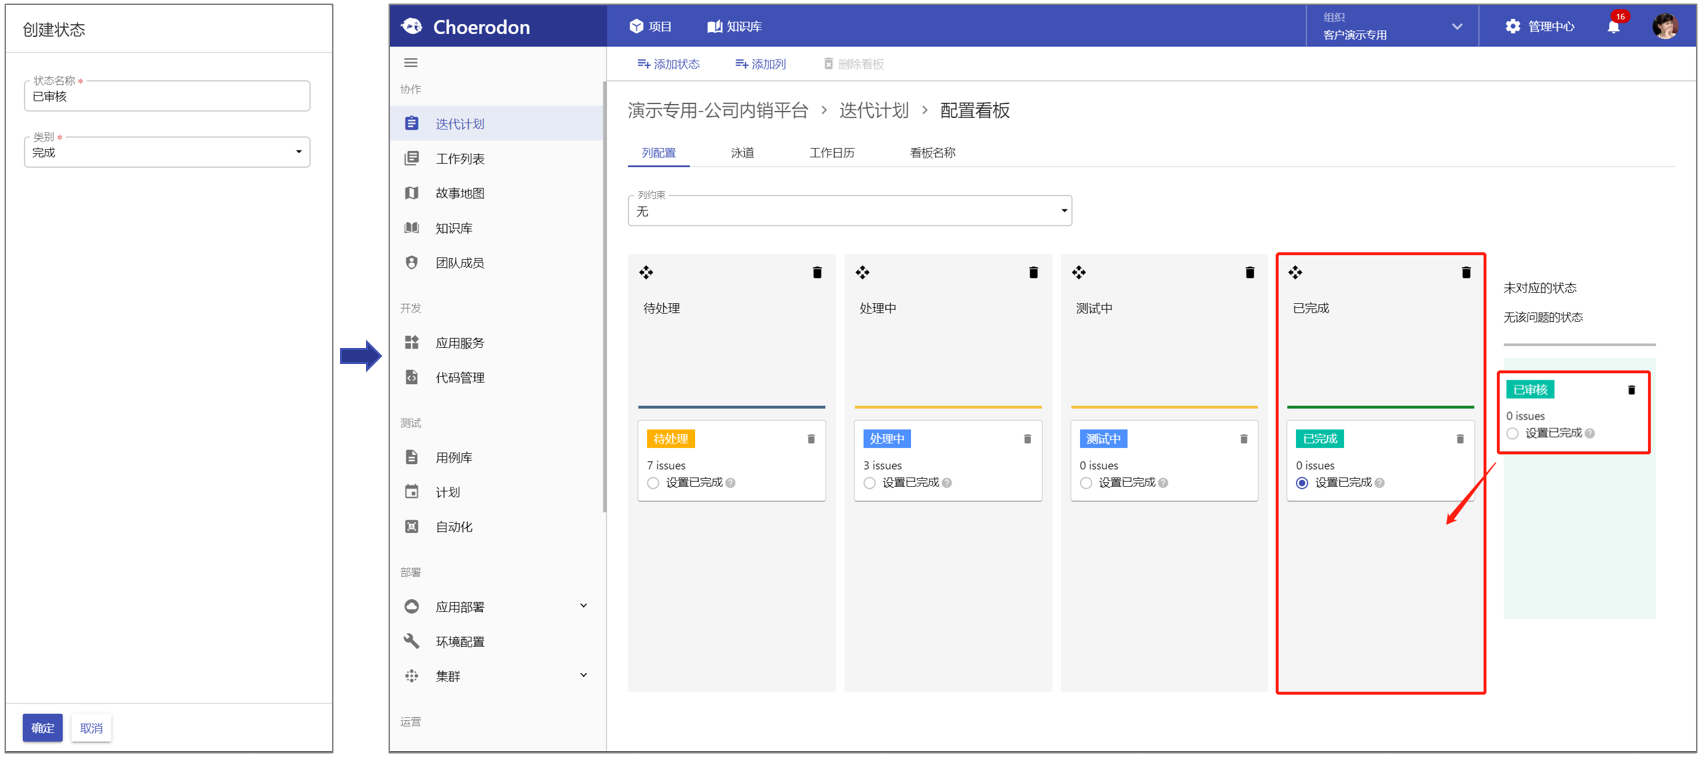 创建状态
状态名称 *
已审核
类别 *
完成
确定
取消
Choerodon
项目
知识库
组织
客户演示专用
管理中心
16
协作
迭代计划
工作列表
故事地图
知识库
团队成员
开发
应用服务
代码管理
测试
用例库
计划
自动化
部署
应用部署
环境配置
集群
运营
添加状态
添加列
删除看板
演示专用-公司内销平台 > 迭代计划 > 配置看板
列配置
泳道
工作日历
看板名称
列约束
无
待处理
待处理
7 issues
设置已完成 ?
处理中
处理中
3 issues
设置已完成 ?
测试中
测试中
0 issues
设置已完成 ?
已完成
已完成
0 issues
设置已完成 ?
未对应的状态
无该问题的状态
已审核
0 issues
设置已完成 ?